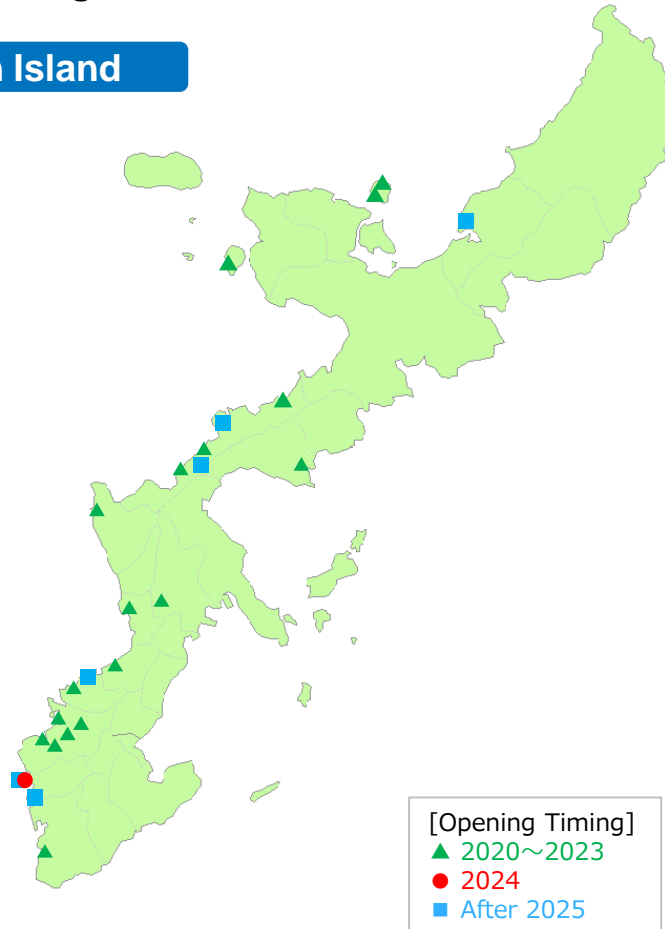 Island
[Opening Timing]
▲ 2020～2023
● 2024
■ After 2025